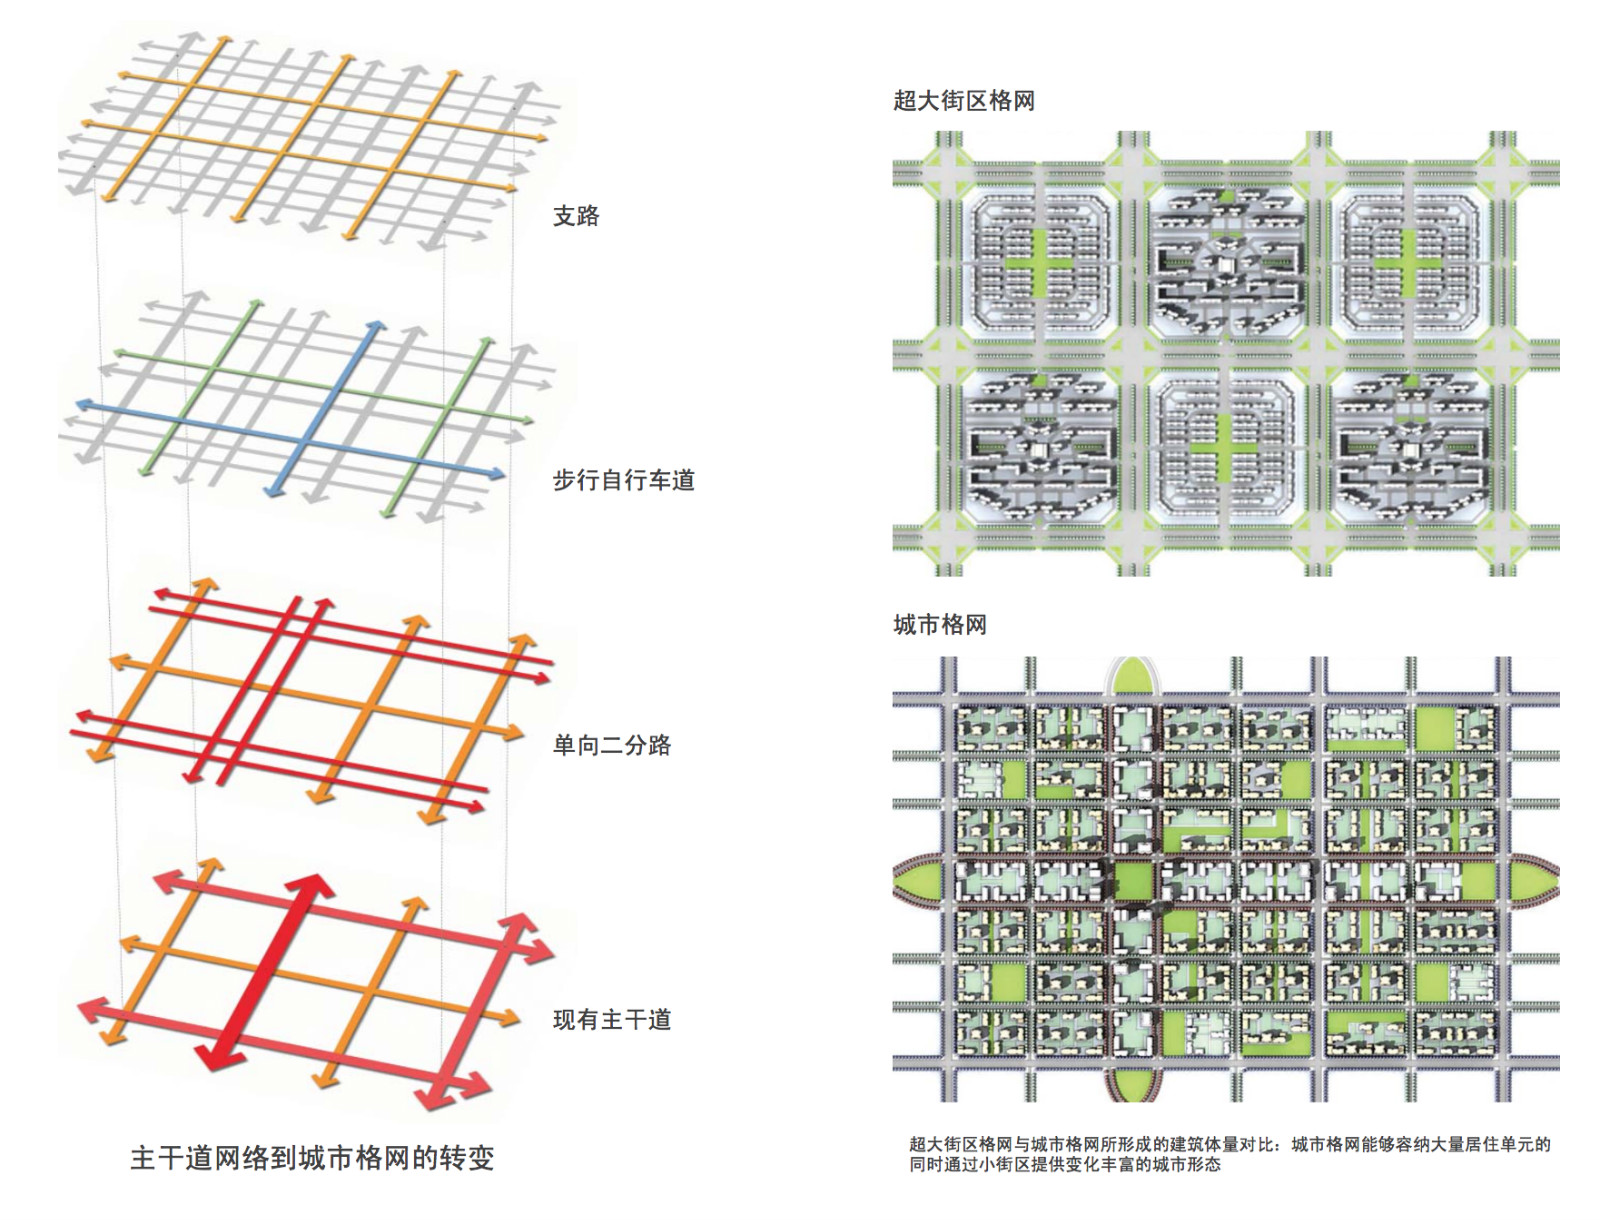 支路
步行自行车道
单向二分路
现有主干道
主干道网络到城市格网的转变
超大街区格网
城市格网
超大街区格网与城市格网所形成的建筑体量对比：城市格网能够容纳大量居住单元的
同时通过小街区提供变化丰富的城市形态